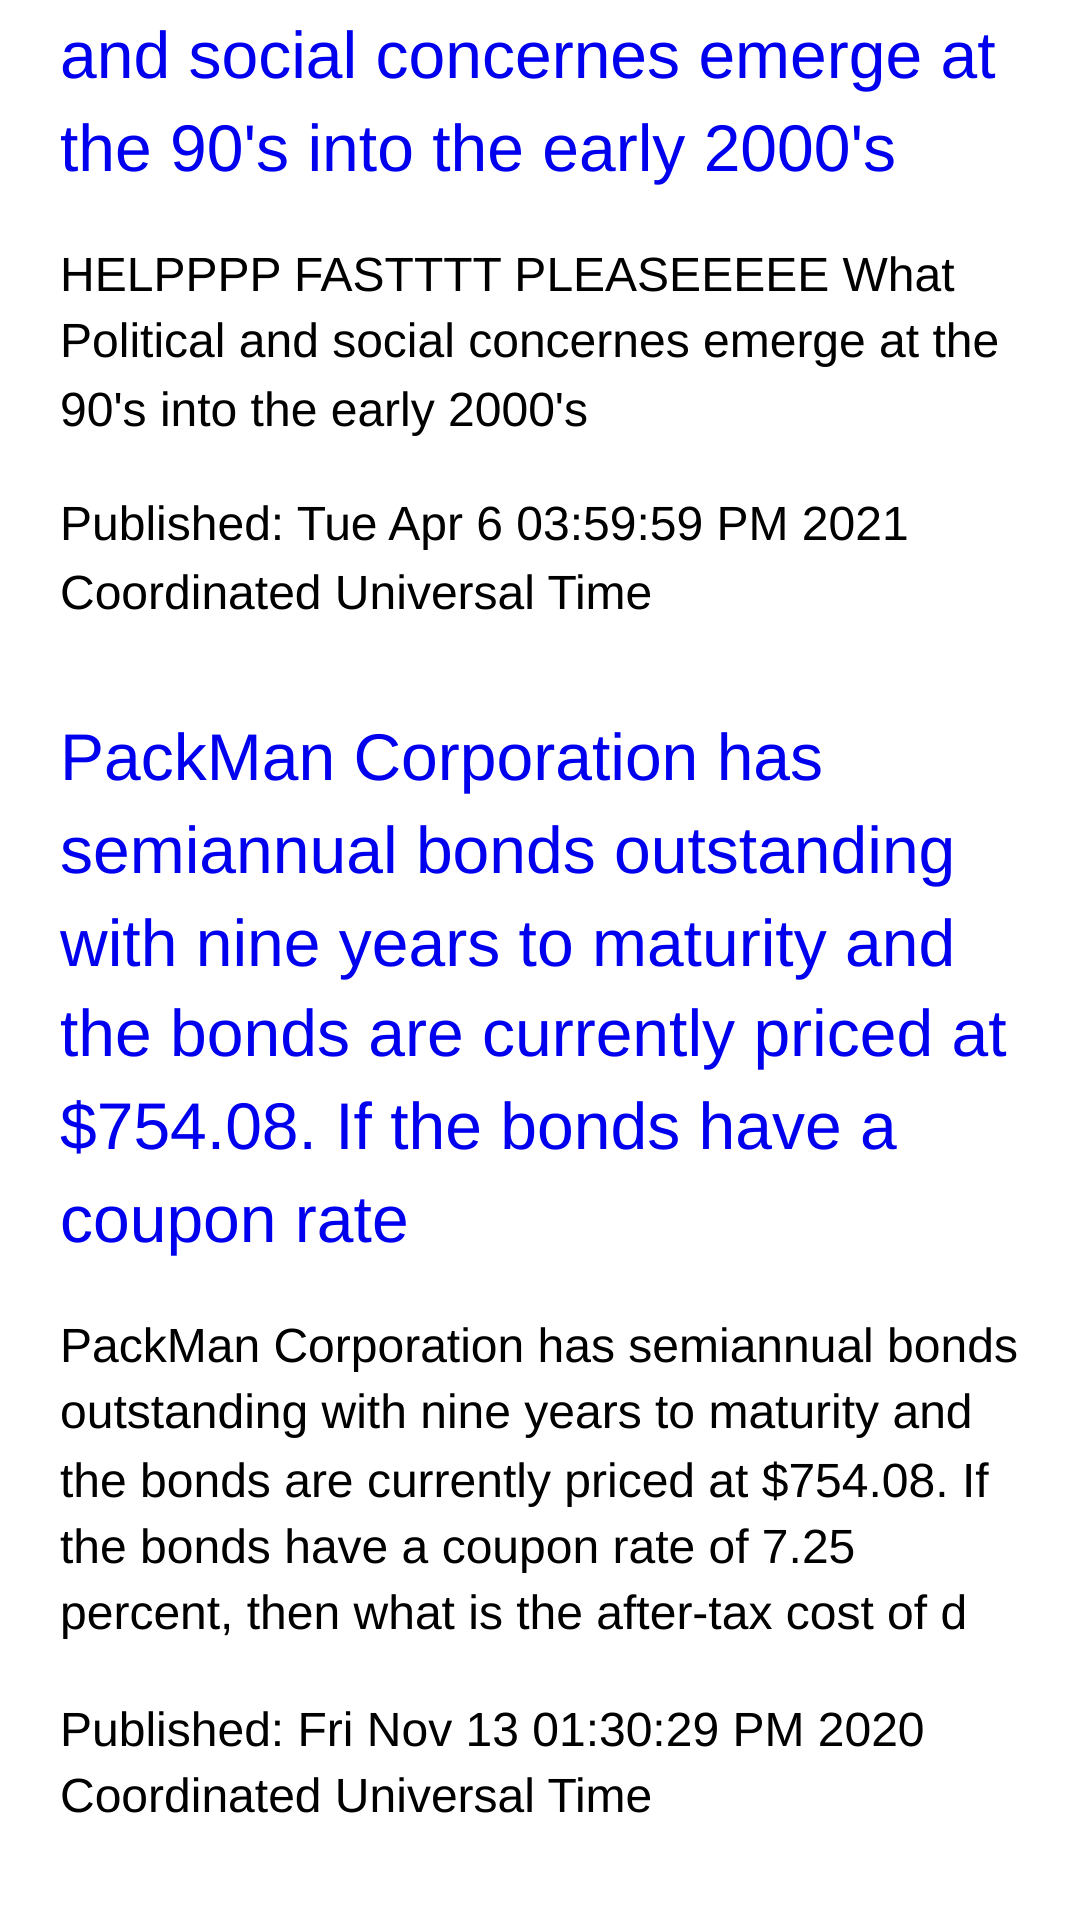 and social concernes emerge at
the 90's into the early 2000's
HELPPPP FASTTTT PLEASEEEEE What
Political and social concernes emerge at the
90's into the early 2000's
Published: Tue Apr 6 03:59:59 PM 2021
Coordinated Universal Time
PackMan Corporation has
semiannual bonds outstanding
with nine years to maturity and
the bonds are currently priced at
$754.08. If the bonds have a
coupon rate
PackMan Corporation has semiannual bonds
outstanding with nine years to maturity and
the bonds are currently priced at $754.08. If
the bonds have a coupon rate of 7.25
percent, then what is the after-tax cost of d
Published: Fri Nov 13 01:30:29 PM 2020
Coordinated Universal Time